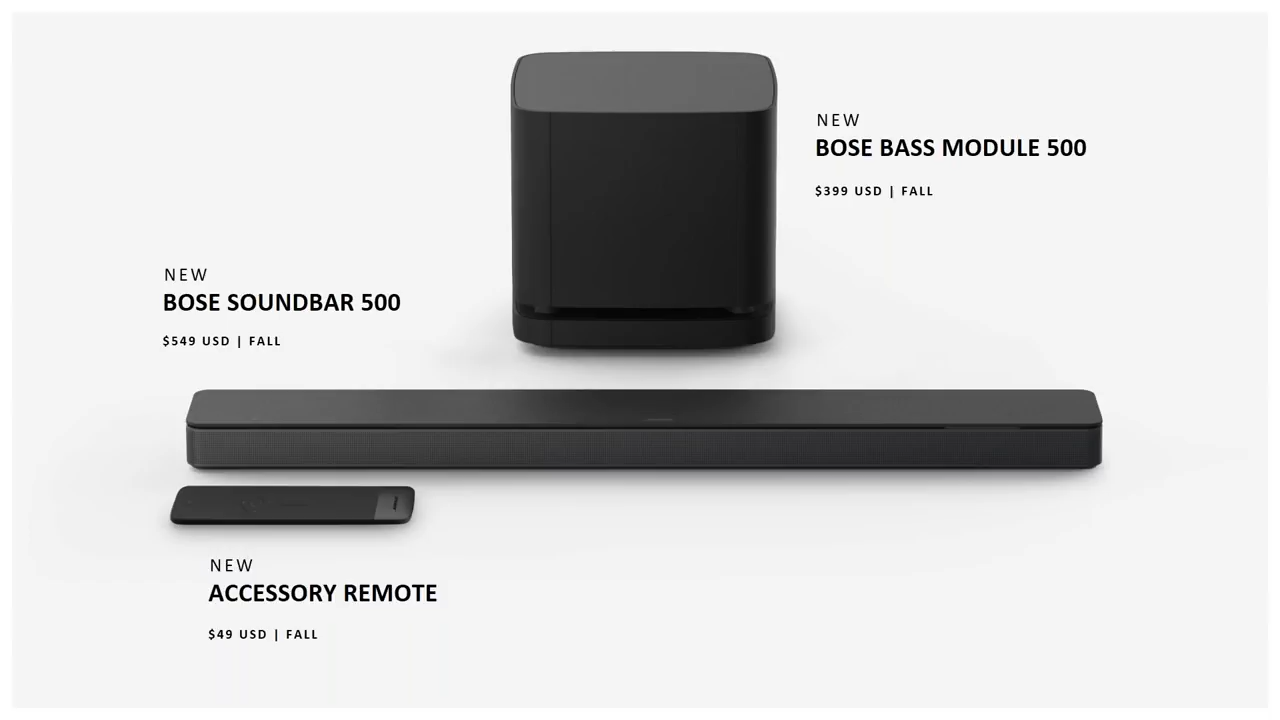 NEW
BOSE BASS MODULE 500
$399 USD | FALL
NEW
BOSE SOUNDBAR 500
$549 USD | FALL
NEW
ACCESSORY REMOTE
$49 USD | FALL